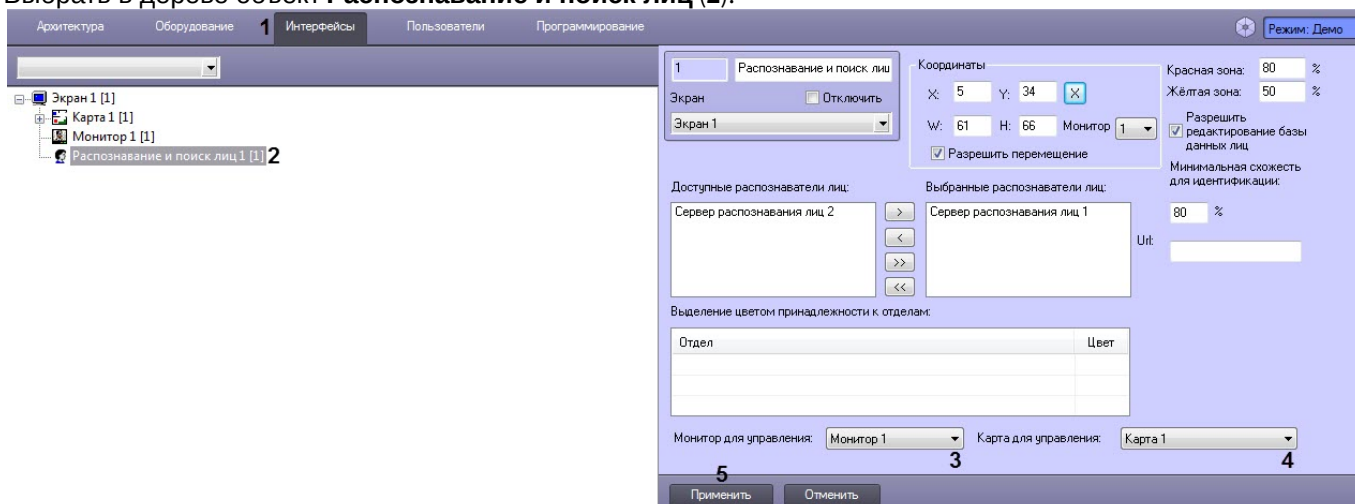 Выбрать в дереве объект Распознавание и поиск лиц (2).
Архитектура Оборудование 1 Интерфейсы Пользователи Программирование Режим: Демо
Экран 1 [1]
Карта 1 [1]
Монитор 1 [1]
Распознавание и поиск лиц 1 [1] 2
1 Распознавание и поиск лиц
Экран Отключить
Экран 1
Координаты
X: 5 Y: 34 X
W: 61 H: 66 Монитор 1
Разрешить перемещение
Красная зона: 80 %
Жёлтая зона: 50 %
Разрешить
редактирование базы
данных лиц
Минимальная схожесть
для идентификации:
80 %
Url:
Доступные распознаватели лиц:
Сервер распознавания лиц 2
>
<
>>
<<
Выбранные распознаватели лиц:
Сервер распознавания лиц 1
Выделение цветом принадлежности к отделам:
Отдел Цвет
Монитор для управления: Монитор 1 Карта для управления: Карта 1
3 4
5
Применить Отменить